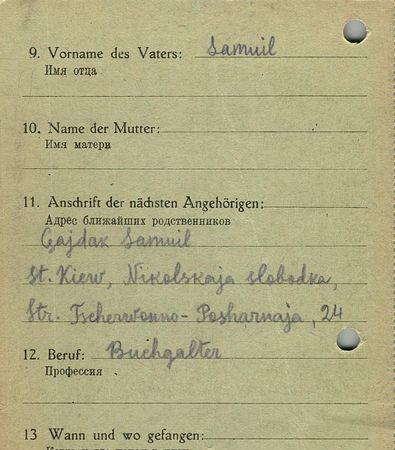 9. Vorname des Vaters: Samuil
Имя отца
10. Name der Mutter:
Имя матери
11. Anschrift der nächsten Angehörigen:
Адрес ближайших родственников
Gajdak Samuil
St. Kiew, Nikolskaja slobodka,
Str. Tscherwonno-Posharnaja, 24
12. Beruf: Buchgalter
Профессия
13 Wann und wo gefangen: